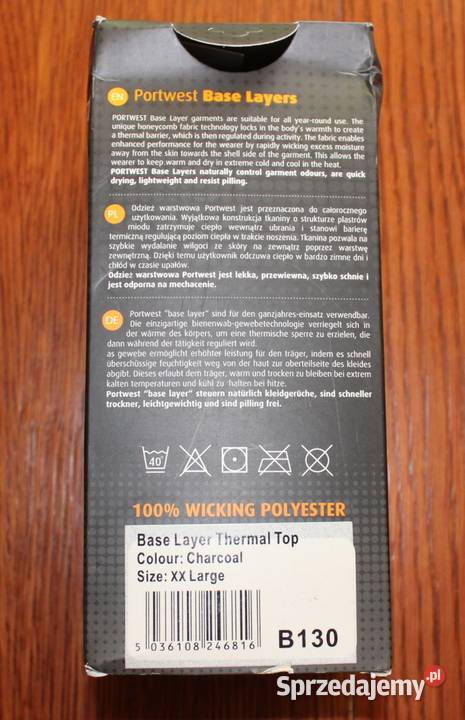 EN Portwest Base Layers
PORTWEST Base Layer garments are suitable for all year-round use. The
unique honeycomb fabric technology locks in the body's warmth to create
a thermal barrier, which is then regulated during activity. The fabric enables
enhanced performance for the wearer by rapidly wicking excess moisture
away from the skin towards the shell side of the garment. This allows the
wearer to keep warm and dry in extreme cold and cool in the heat.
PORTWEST Base Layers naturally control garment odours, are quick
drying, lightweight and resist pilling.
PL
Odzież warstwowa Portwest jest przeznaczona do całorocznego
użytkowania. Wyjątkowa konstrukcja tkaniny o strukturze plastrów
miodu zatrzymuje ciepło wewnątrz ubrania i stanowi barierę
termiczną regulującą poziom ciepła w trakcie noszenia. Tkanina pozwala na
szybkie wydalanie wilgoci ze skóry na zewnątrz poprzez warstwę
zewnętrzną. Dzięki temu użytkownik odczuwa ciepło w bardzo zimne dni i
chłód w czasie upałów.
Odzież warstwowa Portwest jest lekka, przewiewna, szybko schnie i
jest odporna na mechacenie.
DE
Portwest "base layer" sind für den ganzjahres-einsatz verwendbar.
Die einzigartige bienenwab-gewebetechnologie verriegelt sich in
der wärme des körpers, um eine thermische sperre zu erzielen, die
dann während der tätigkeit reguliert wird.
as gewebe ermöglicht erhöhter leistung für den träger, indem es schnell
überschüssige feuchtigkeit weg von der haut zur oberteilseite des kleides
abgibt. Dieses erlaubt dem träger, warm und trocken zu bleiben bei extrem
kalten temperaturen und kühl zu halten bei hitze.
Portwest "base layer" steuern natürlich kleidgerüche, sind schneller
trockner, leichtgewichtig und sind pilling frei.
40°
100% WICKING POLYESTER
Base Layer Thermal Top
Colour: Charcoal
Size: XX Large
5 036108 246816
B130
Sprzedajemy.pl